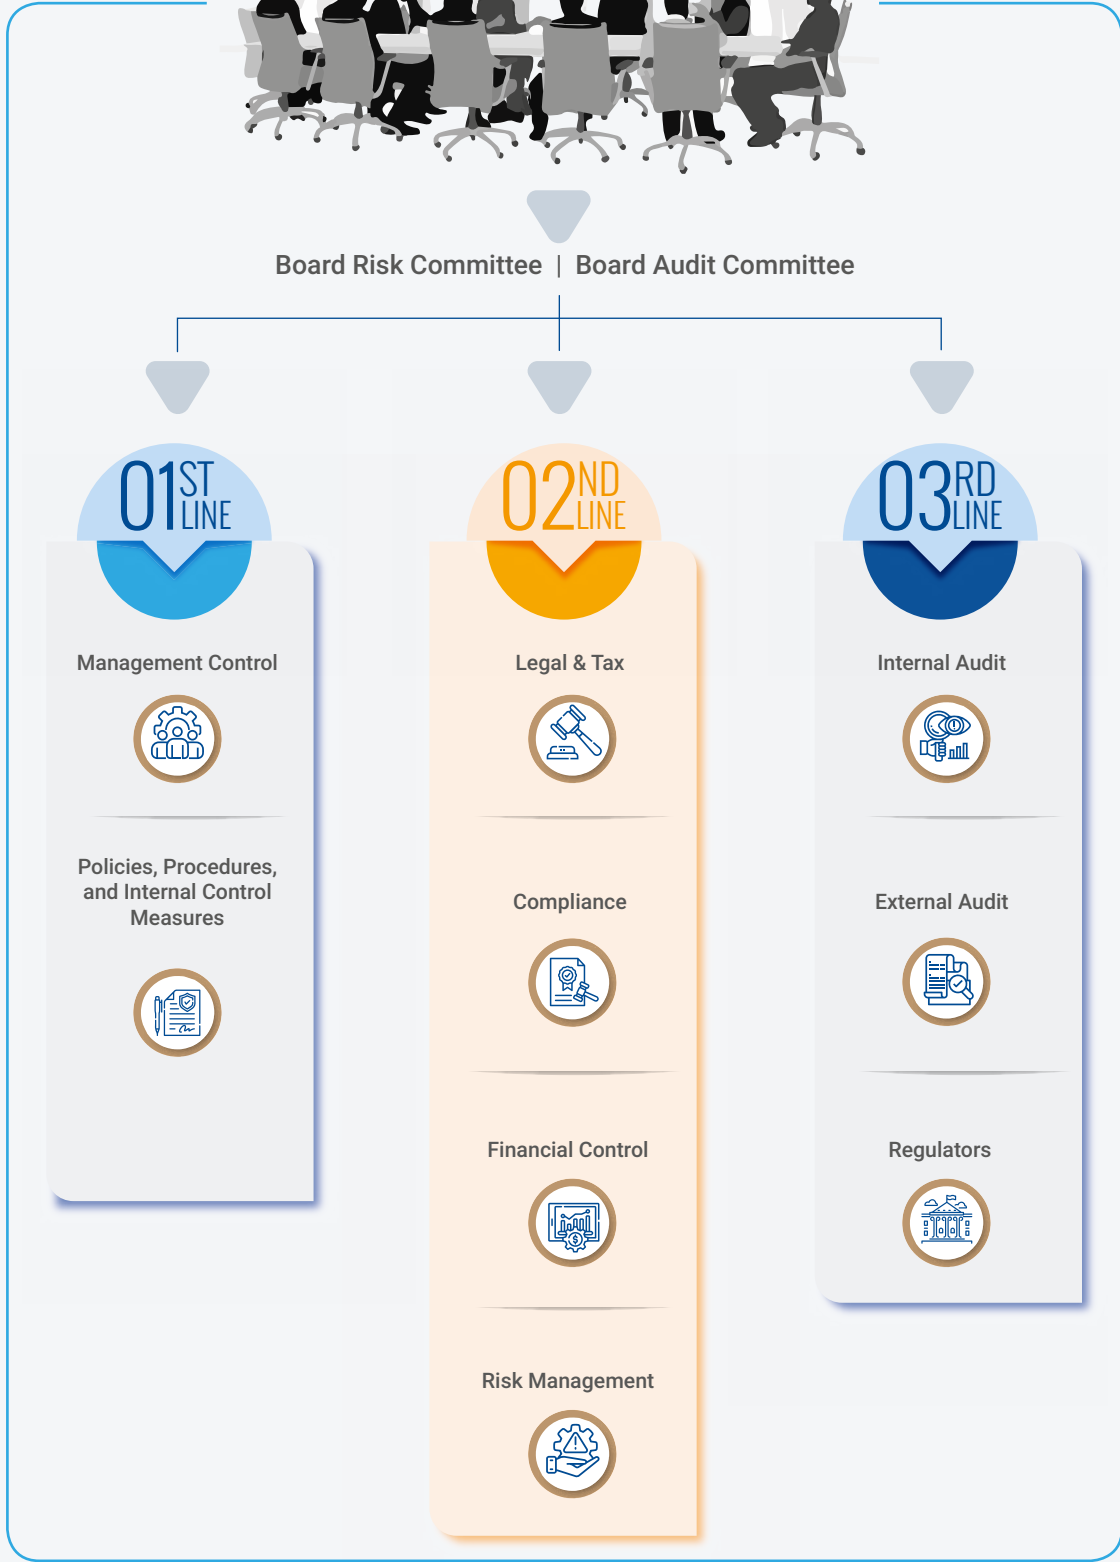 Board Risk Committee | Board Audit Committee
01ST LINE
Management Control
Policies, Procedures,
and Internal Control
Measures
02ND LINE
Legal & Tax
Compliance
Financial Control
Risk Management
03RD LINE
Internal Audit
External Audit
Regulators